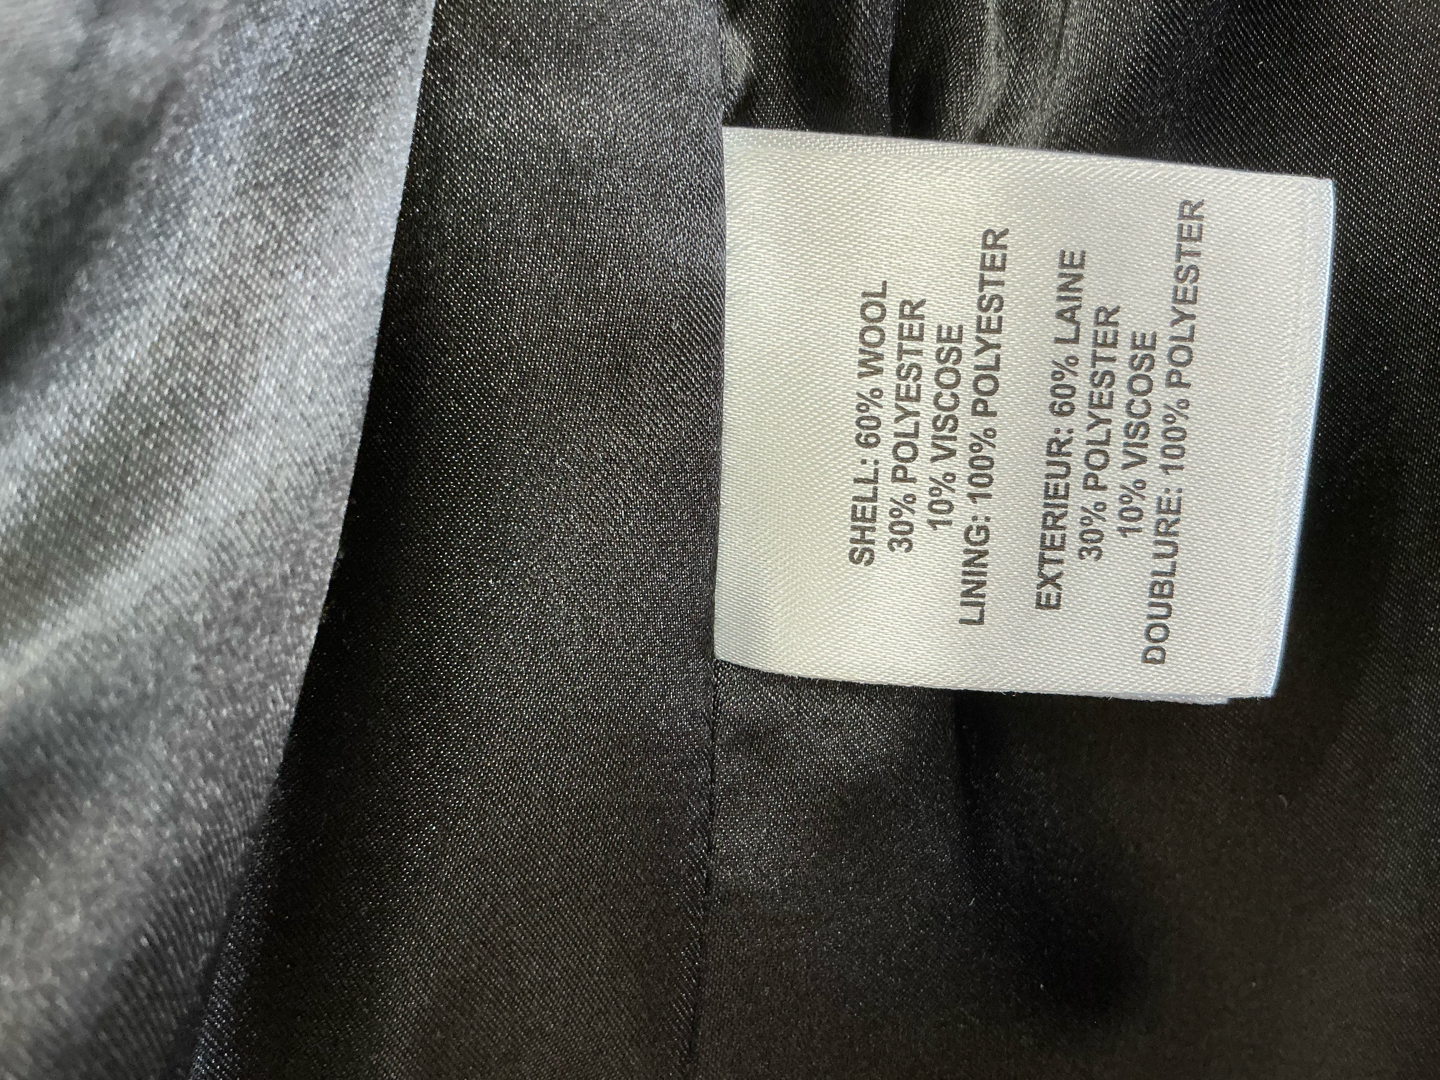 SHELL: 60% WOOL
30% POLYESTER
10% VISCOSE
LINING: 100% POLYESTER
EXTERIEUR: 60% LAINE
30% POLYESTER
10% VISCOSE
DOUBLURE: 100% POLYESTER